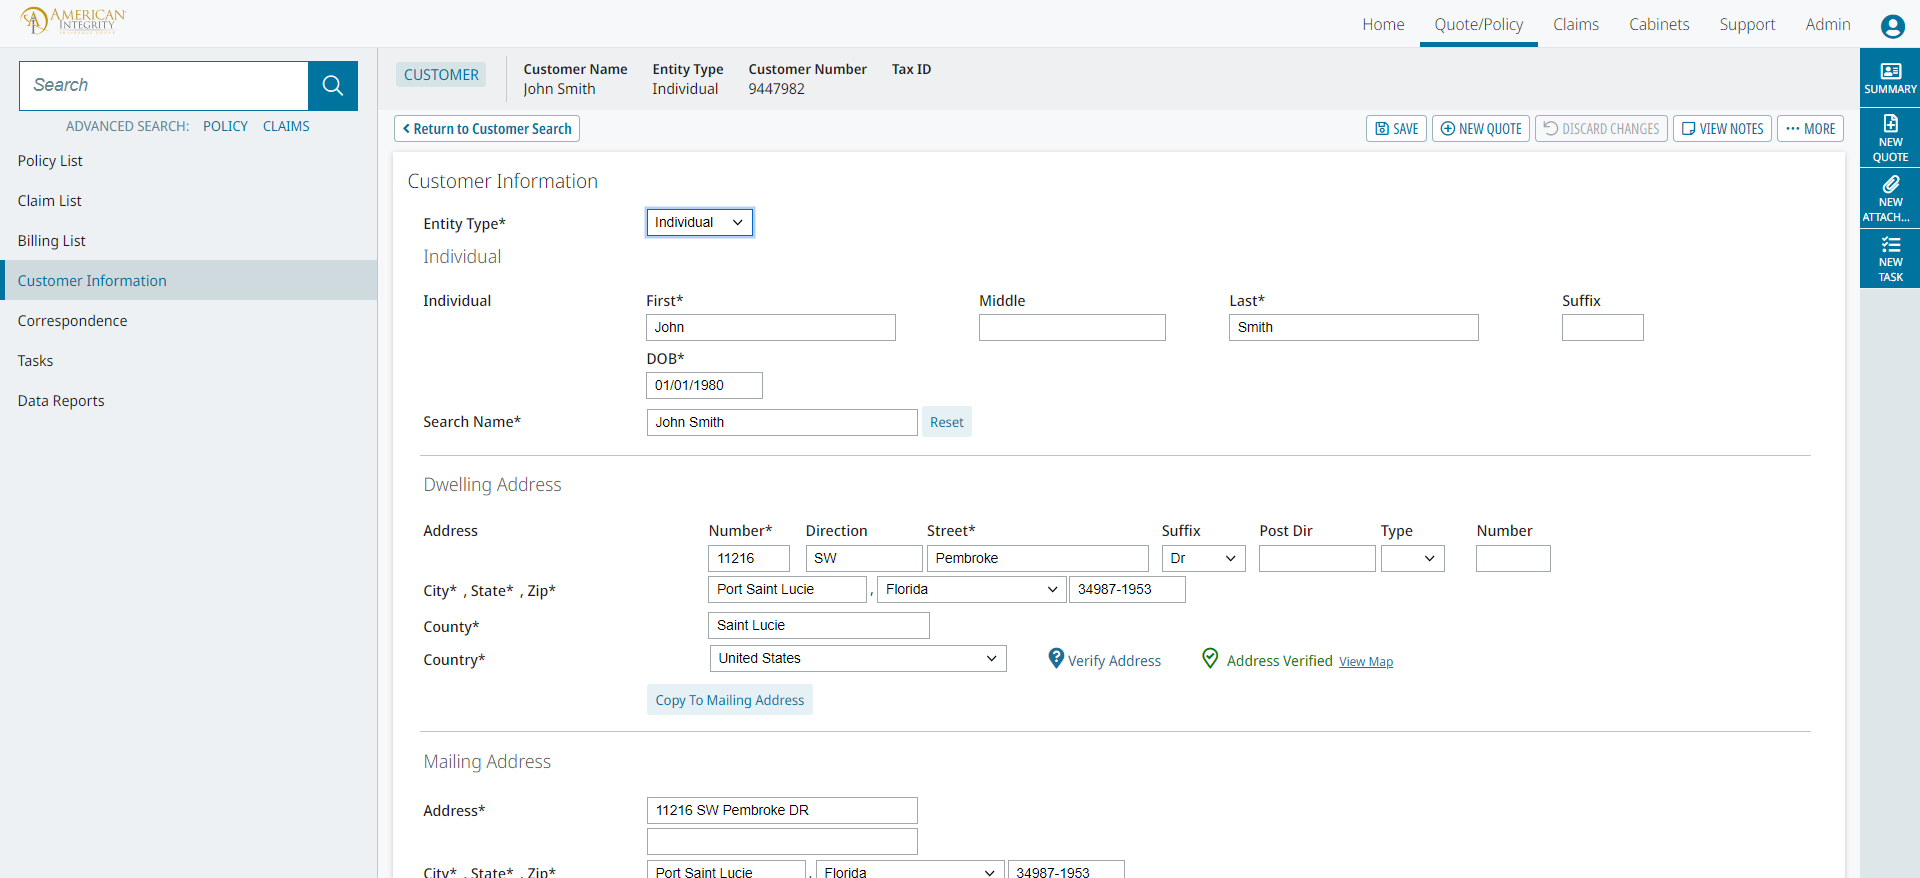 AMERICAN INTEGRITY
Home Quote/Policy Claims Cabinets Support Admin
Search
ADVANCED SEARCH: POLICY CLAIMS
Policy List
Claim List
Billing List
Customer Information
Correspondence
Tasks
Data Reports
CUSTOMER
Customer Name Entity Type Customer Number Tax ID
John Smith Individual 9447982
Return to Customer Search
SAVE NEW QUOTE DISCARD CHANGES VIEW NOTES MORE
SUMMARY
NEW QUOTE
NEW ATTACH...
NEW TASK
Customer Information
Entity Type* Individual
Individual
Individual First* Middle Last* Suffix
John Smith
DOB*
01/01/1980
Search Name* John Smith Reset
Dwelling Address
Address Number* Direction Street* Suffix Post Dir Type Number
11216 SW Pembroke Dr
City* , State* , Zip* Port Saint Lucie , Florida 34987-1953
County* Saint Lucie
Country* United States Verify Address Address Verified View Map
Copy To Mailing Address
Mailing Address
Address* 11216 SW Pembroke DR
City* , State* , Zip* Port Saint Lucie , Florida 34987-1953